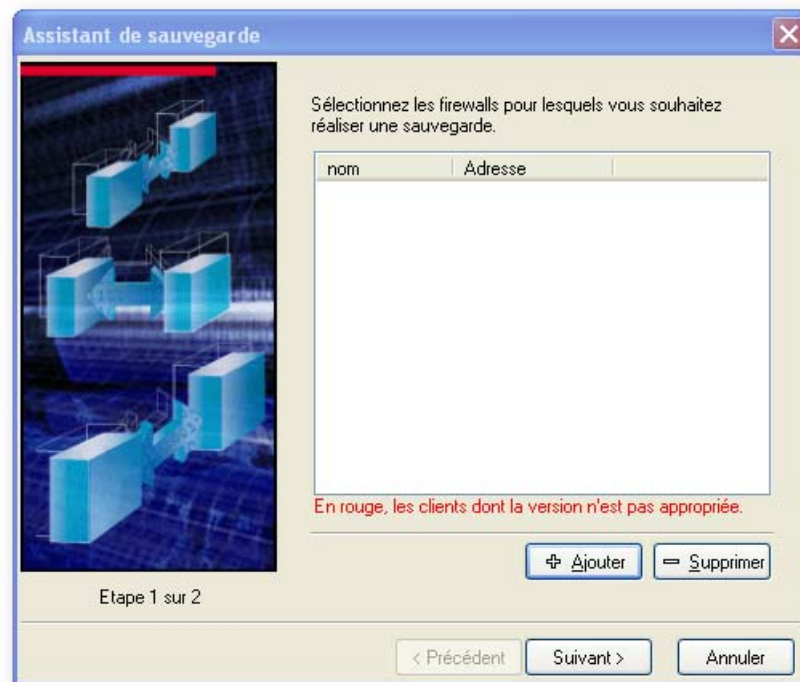 Assistant de sauvegarde
Sélectionnez les firewalls pour lesquels vous souhaitez
réaliser une sauvegarde.
nom Adresse
En rouge, les clients dont la version n'est pas appropriée.
Ajouter Supprimer
Etape 1 sur 2
< Précédent Suivant > Annuler